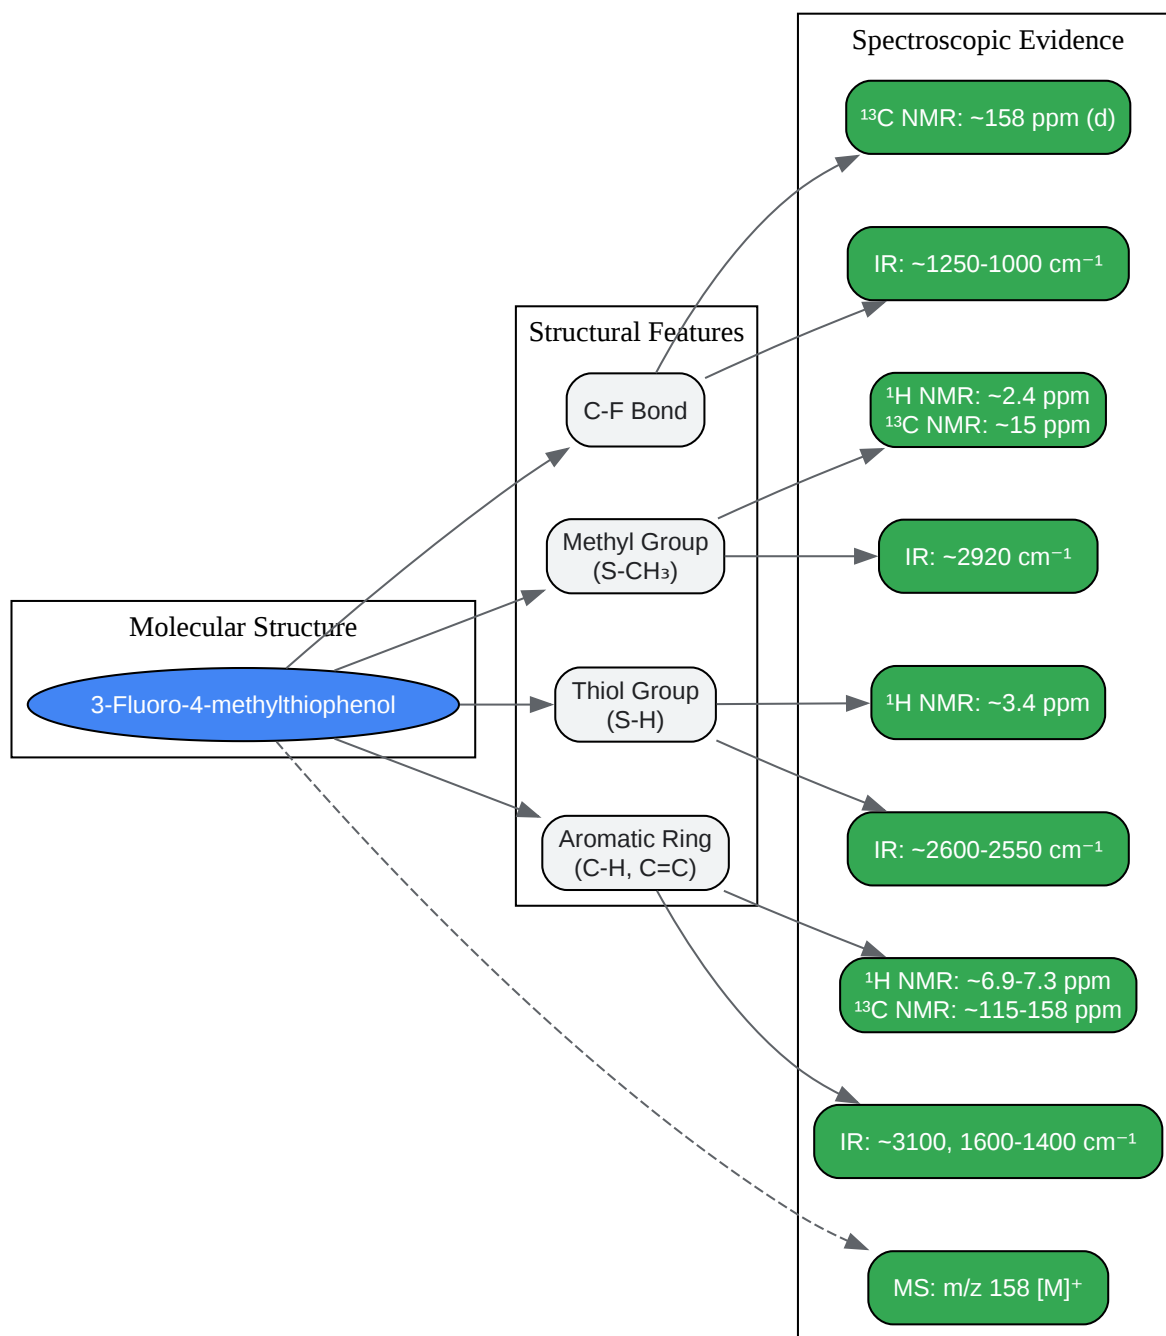 Spectroscopic Evidence
¹³C NMR: ~158 ppm (d)
IR: ~1250-1000 cm⁻¹
Structural Features
C-F Bond
¹H NMR: ~2.4 ppm
¹³C NMR: ~15 ppm
Methyl Group
(S-CH₃)
IR: ~2920 cm⁻¹
Molecular Structure
3-Fluoro-4-methylthiophenol
Thiol Group
(S-H)
¹H NMR: ~3.4 ppm
IR: ~2600-2550 cm⁻¹
Aromatic Ring
(C-H, C=C)
¹H NMR: ~6.9-7.3 ppm
¹³C NMR: ~115-158 ppm
IR: ~3100, 1600-1400 cm⁻¹
MS: m/z 158 [M]⁺